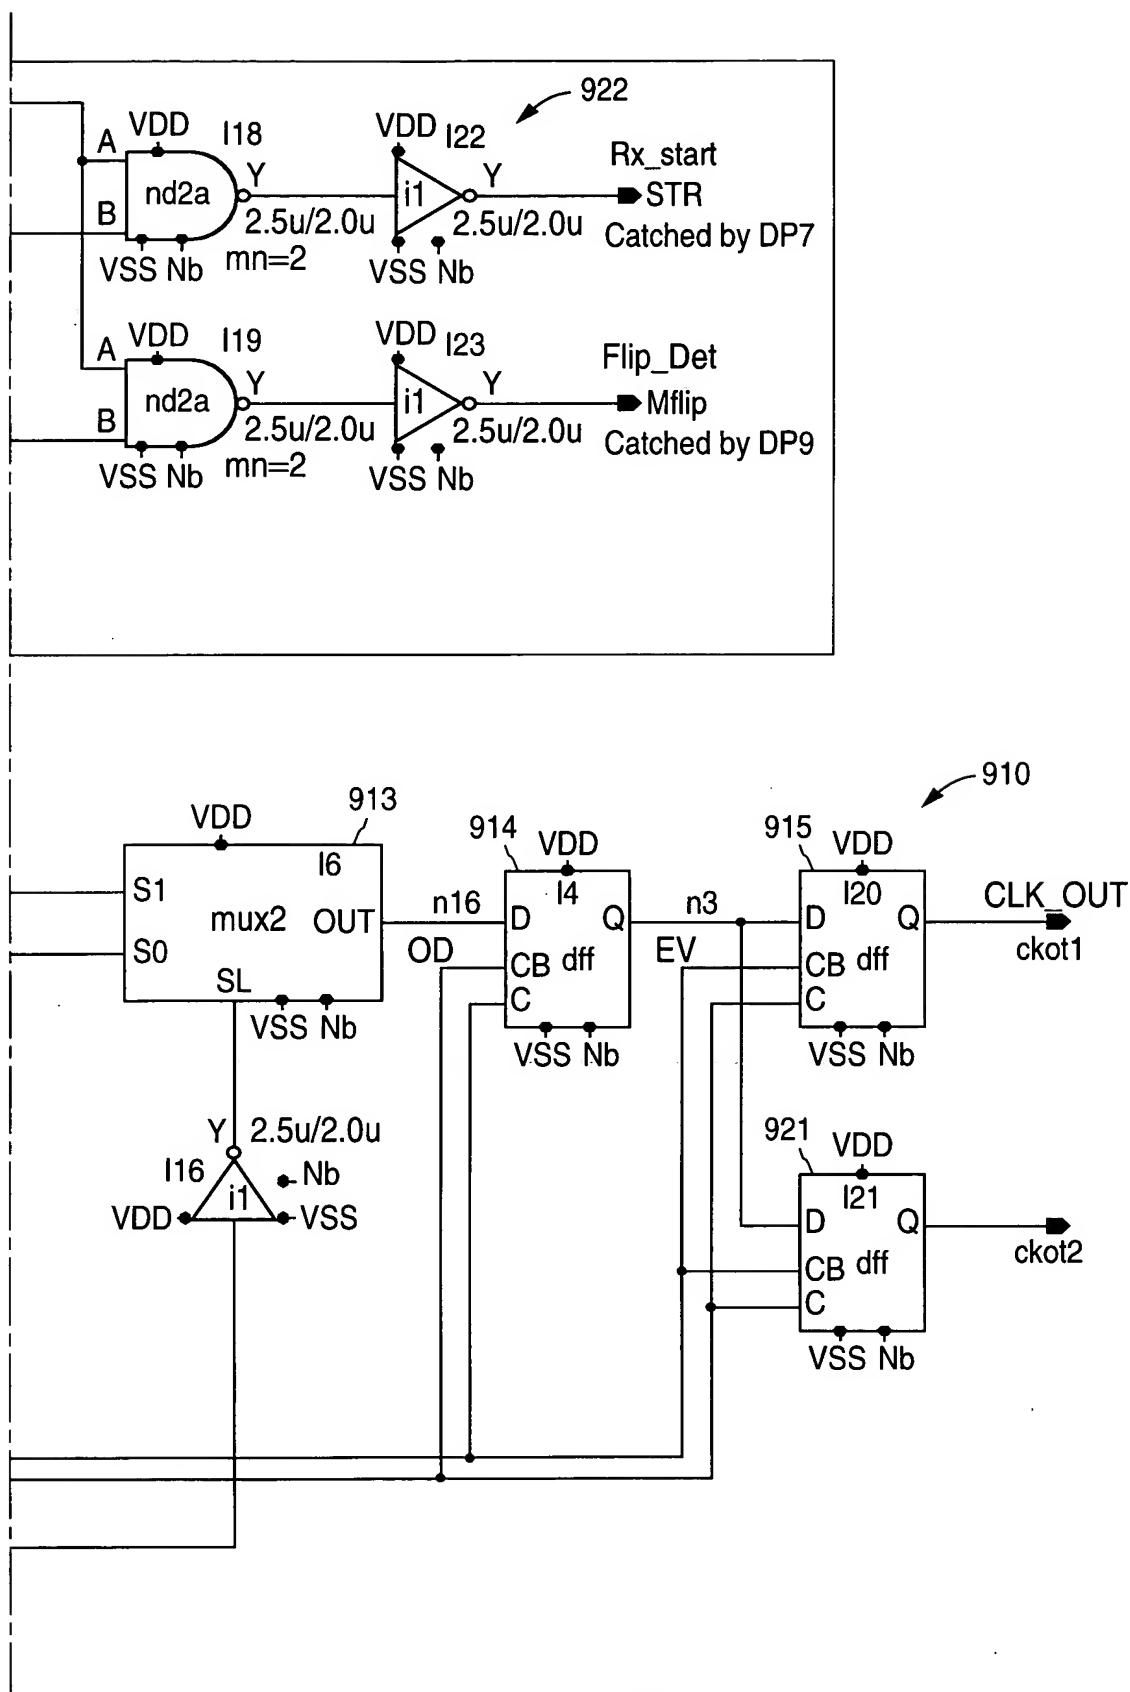 922
VDD I18
A
nd2a
Y
B
2.5u/2.0u
VSS Nb mn=2
VDD I22
i1
Y
2.5u/2.0u
VSS Nb
Rx_start
STR
Catched by DP7
VDD I19
A
nd2a
Y
B
2.5u/2.0u
VSS Nb mn=2
VDD I23
i1
Y
2.5u/2.0u
VSS Nb
Flip_Det
Mflip
Catched by DP9
910
913
VDD
I6
S1
mux2 OUT
S0
SL
VSS Nb
n16
OD
914
VDD
I4
D Q
CB dff
C
VSS Nb
n3
EV
915
VDD
I20
D Q
CB dff
C
VSS Nb
CLK_OUT
ckot1
Y 2.5u/2.0u
I16
Nb
i1
VDD VSS
921
VDD
I21
D Q
CB dff
C
VSS Nb
ckot2